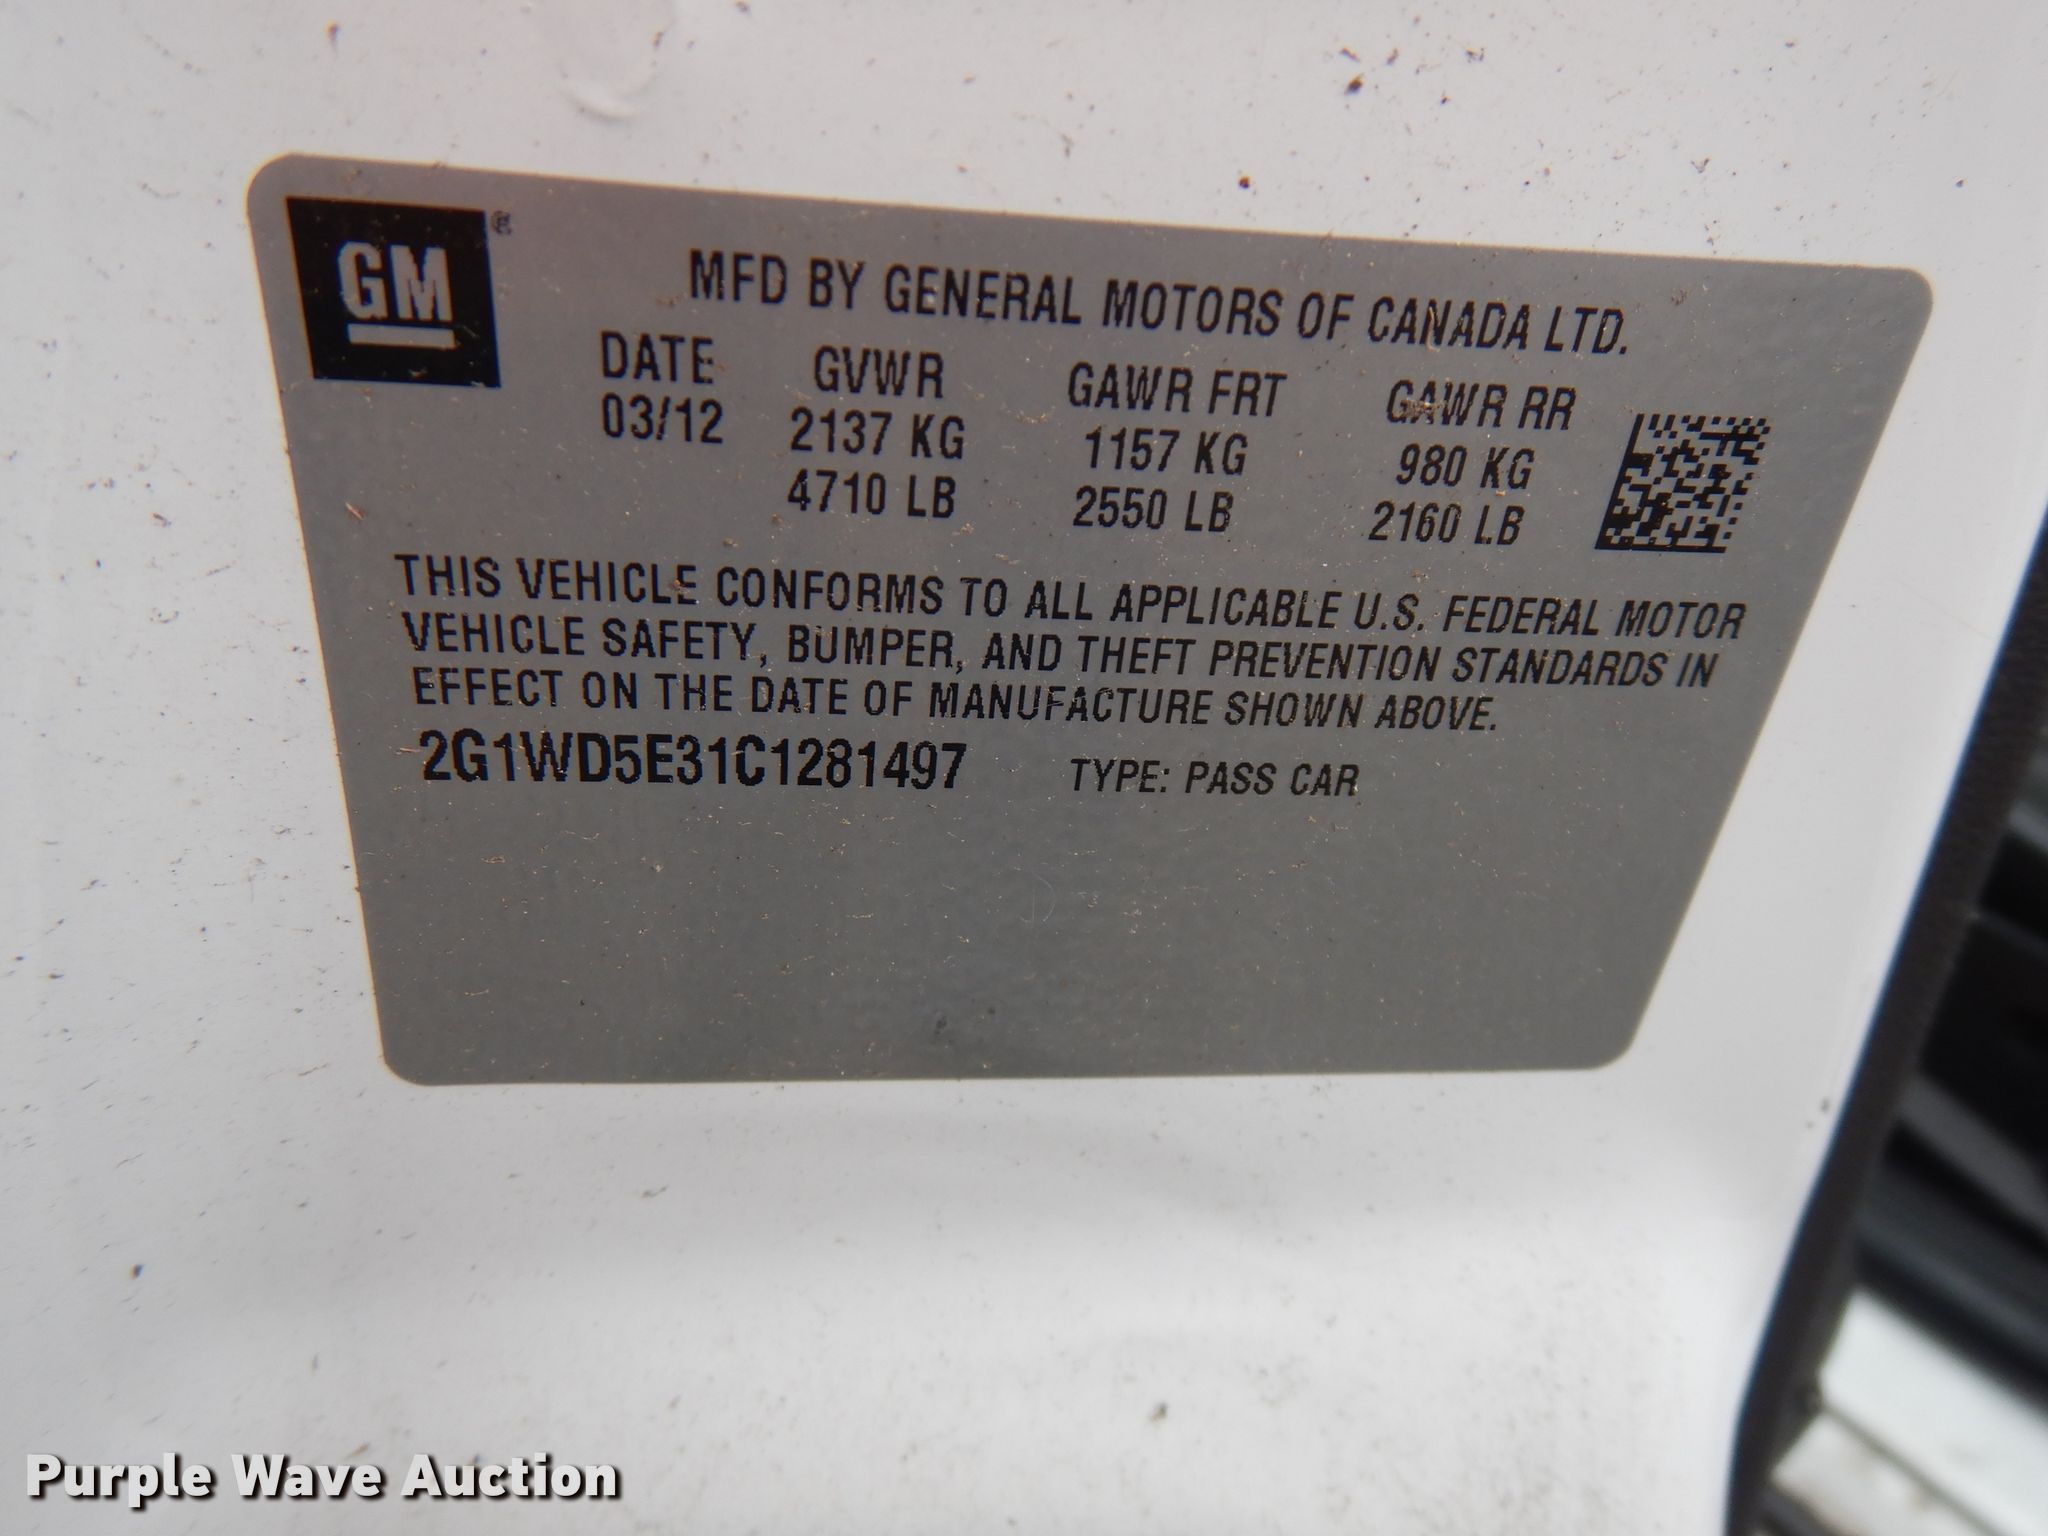 GM ®
MFD BY GENERAL MOTORS OF CANADA LTD.
DATE GVWR GAWR FRT GAWR RR
03/12 2137 KG 1157 KG 980 KG
4710 LB 2550 LB 2160 LB
THIS VEHICLE CONFORMS TO ALL APPLICABLE U.S. FEDERAL MOTOR
VEHICLE SAFETY, BUMPER, AND THEFT PREVENTION STANDARDS IN
EFFECT ON THE DATE OF MANUFACTURE SHOWN ABOVE.
2G1WD5E31C1281497 TYPE: PASS CAR
Purple Wave Auction